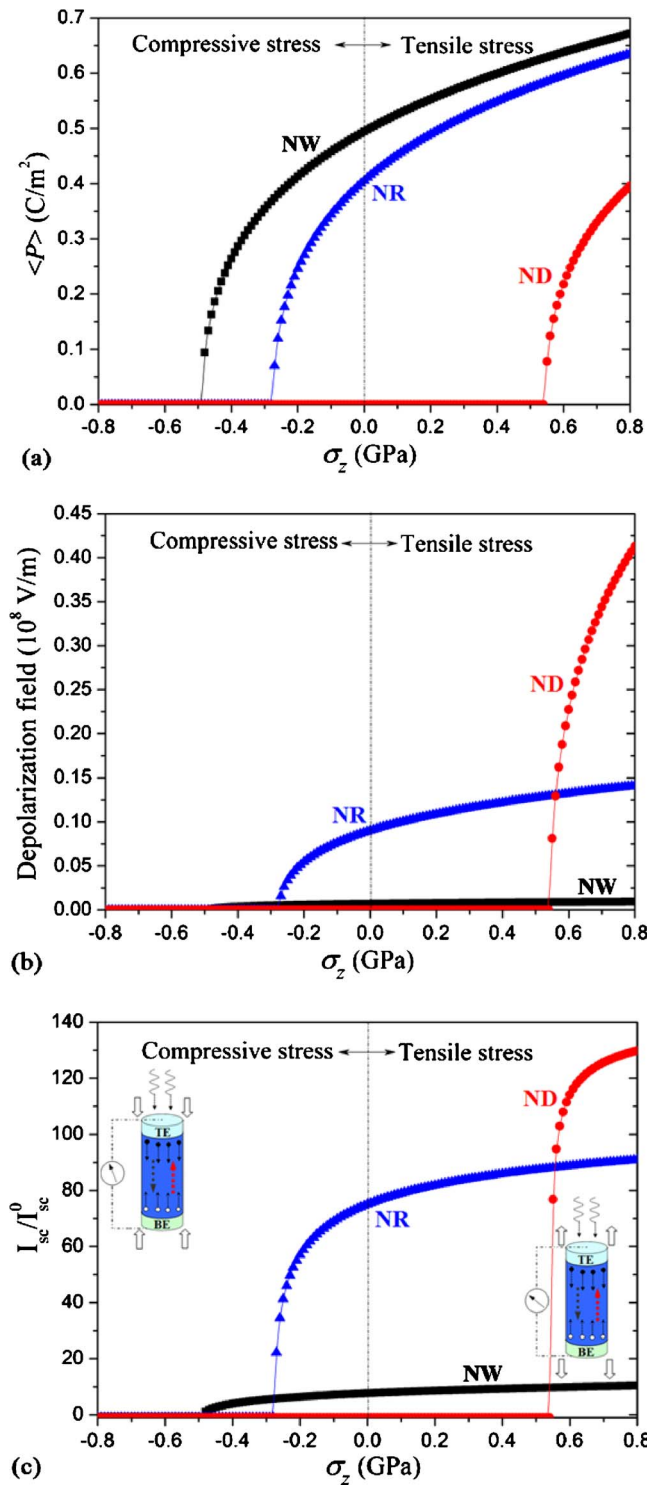 0.7
Compressive stress Tensile stress
0.6
0.5
NW
0.4
NR
<P> (C/m²)
0.3
ND
0.2
0.1
0.0
-0.8 -0.6 -0.4 -0.2 0.0 0.2 0.4 0.6 0.8
(a) σz (GPa)
0.45
Compressive stress Tensile stress
0.40
0.35
0.30
Depolarization field (10⁸ V/m)
0.25
ND
0.20
0.15
NR
0.10
0.05
NW
0.00
-0.8 -0.6 -0.4 -0.2 0.0 0.2 0.4 0.6 0.8
(b) σz (GPa)
140
Compressive stress Tensile stress
120
ND
100
TE
80
NR
Isc/I⁰sc
60
BE
TE
40
20
NW
BE
0
-0.8 -0.6 -0.4 -0.2 0.0 0.2 0.4 0.6 0.8
(c) σz (GPa)